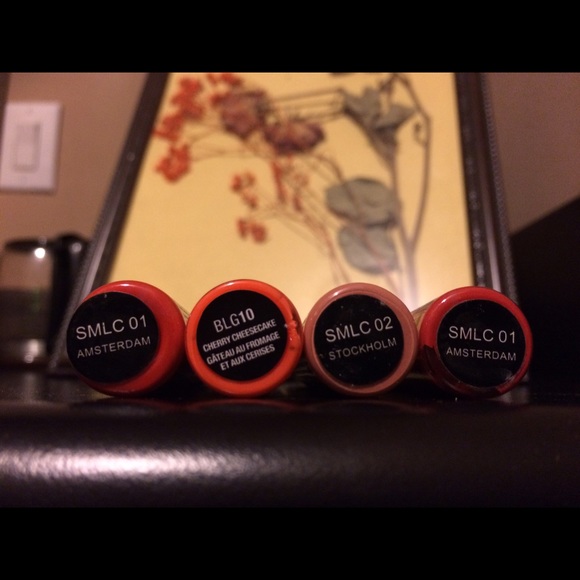 SMLC 01
AMSTERDAM
BLG10
CHERRY CHEESECAKE
GÂTEAU AU FROMAGE
ET AUX CERISES
SMLC 02
STOCKHOLM
SMLC 01
AMSTERDAM